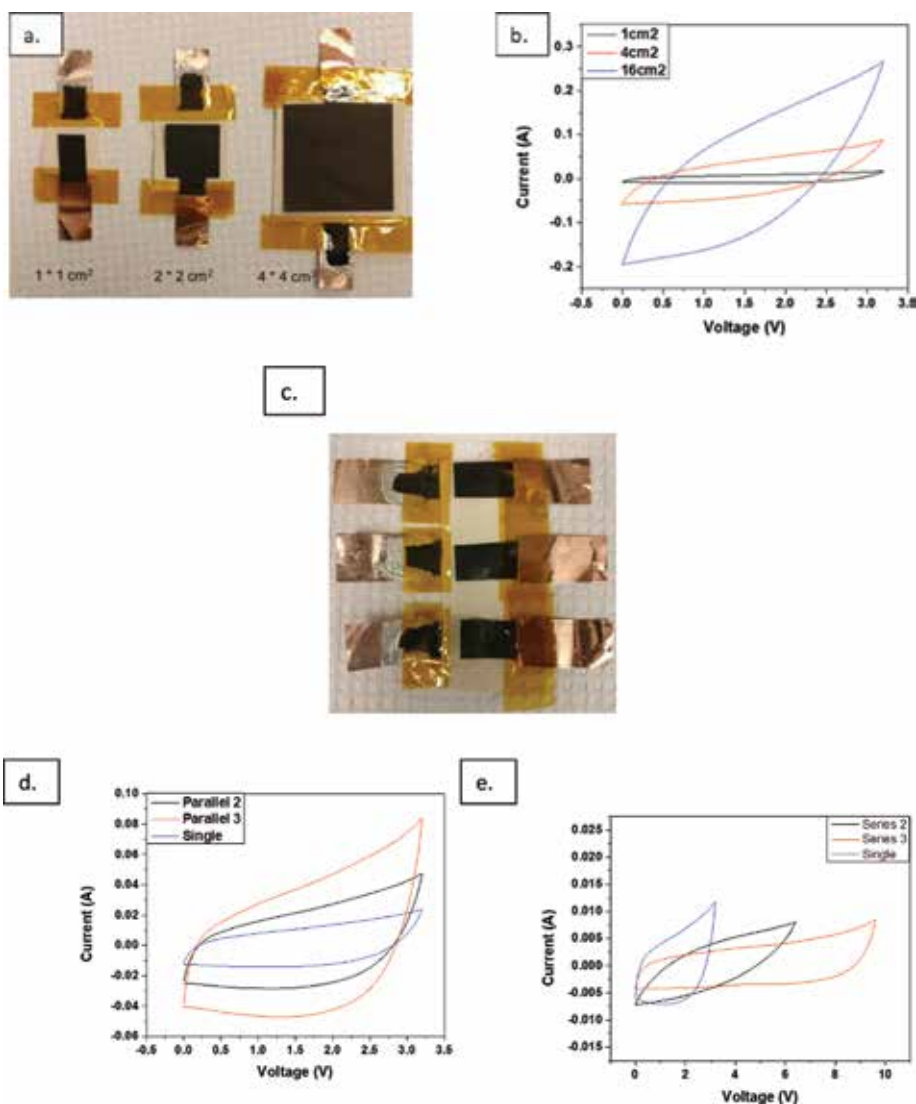 a.
1 * 1 cm²
2 * 2 cm²
4 * 4 cm²
b.
1cm2
4cm2
16cm2
0.3
0.2
0.1
0.0
-0.1
-0.2
Current (A)
-0.5 0.0 0.5 1.0 1.5 2.0 2.5 3.0 3.5
Voltage (V)
c.
d.
Parallel 2
Parallel 3
Single
0.10
0.08
0.06
0.04
0.02
0.00
-0.02
-0.04
-0.06
Current (A)
-0.5 0.0 0.5 1.0 1.5 2.0 2.5 3.0 3.5
Voltage (V)
e.
Series 2
Series 3
Single
0.025
0.020
0.015
0.010
0.005
0.000
-0.005
-0.010
-0.015
Current (A)
0 2 4 6 8 10
Voltage (V)